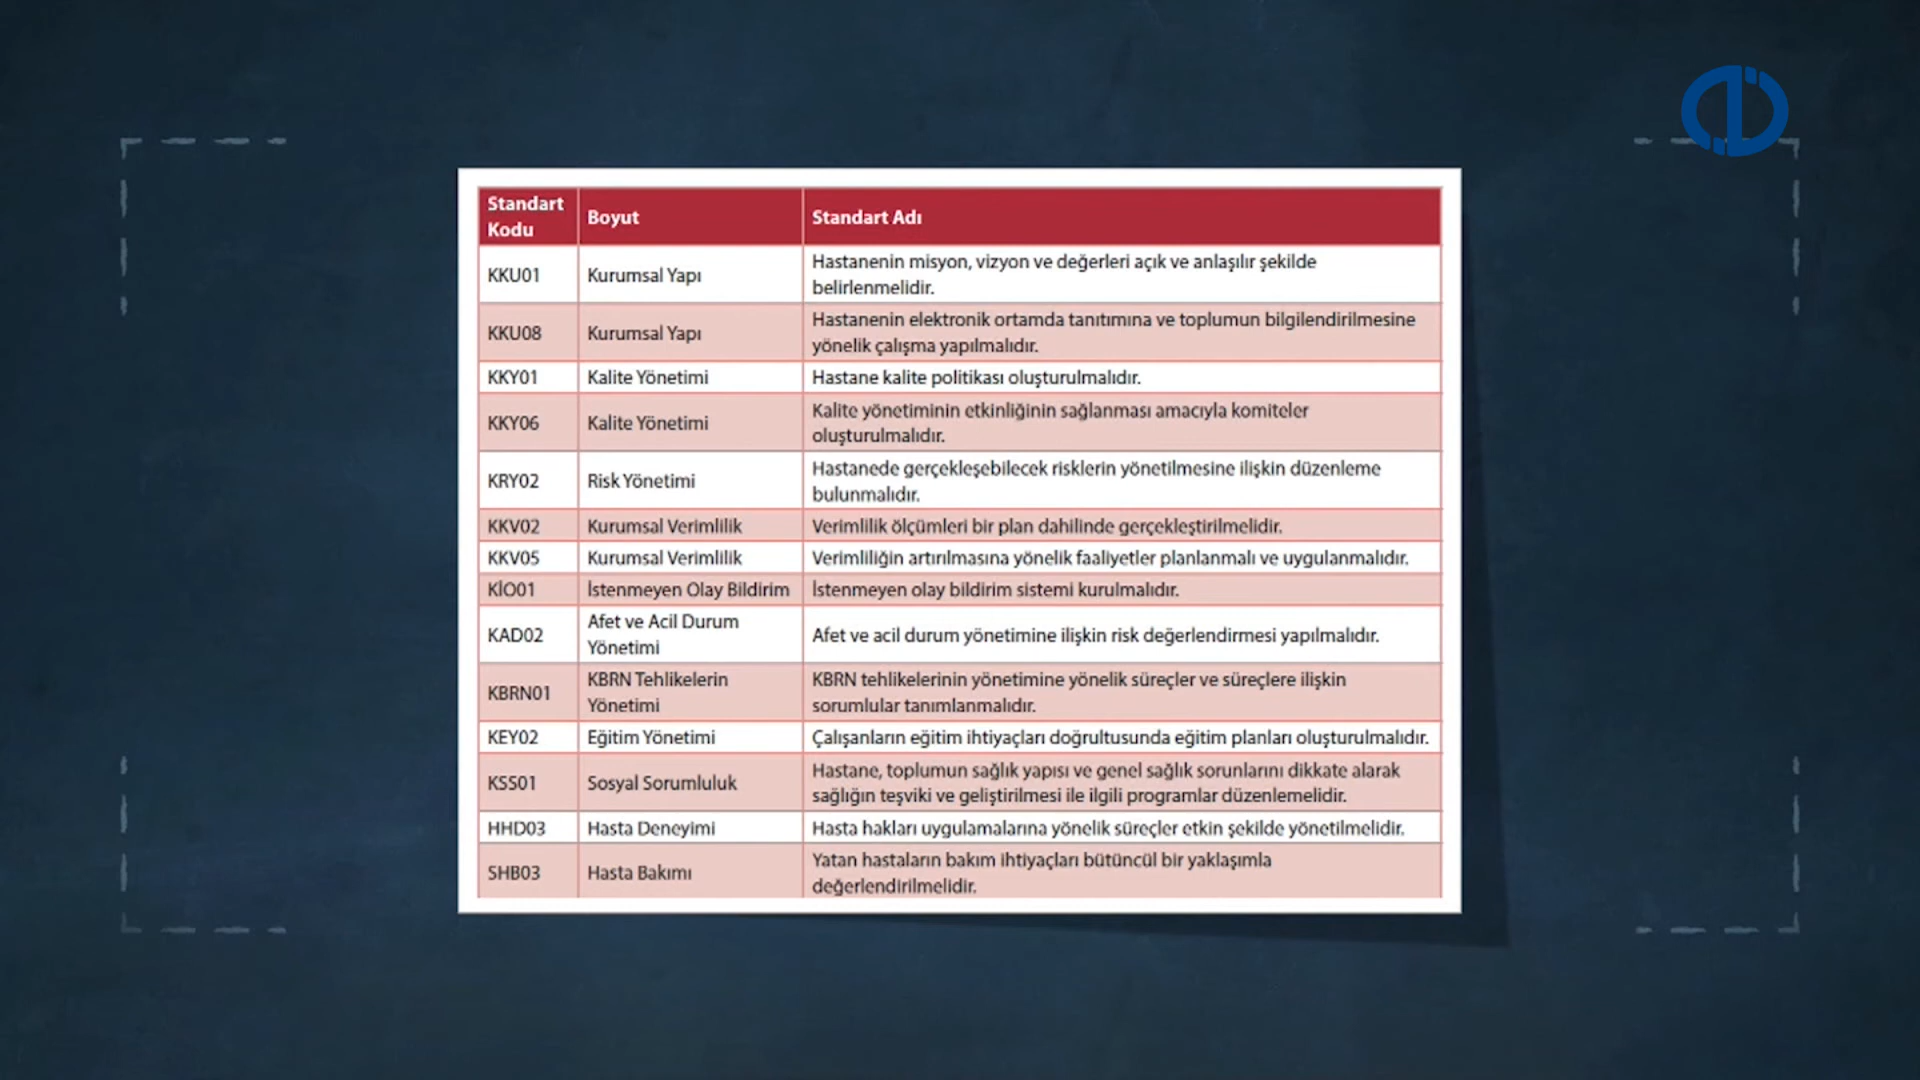 Standart Kodu
Boyut
Standart Adı
KKU01
Kurumsal Yapı
Hastanenin misyon, vizyon ve değerleri açık ve anlaşılır şekilde
belirlenmelidir.
KKU08
Kurumsal Yapı
Hastanenin elektronik ortamda tanıtımına ve toplumun bilgilendirilmesine
yönelik çalışma yapılmalıdır.
KKY01
Kalite Yönetimi
Hastane kalite politikası oluşturulmalıdır.
KKY06
Kalite Yönetimi
Kalite yönetiminin etkinliğinin sağlanması amacıyla komiteler
oluşturulmalıdır.
KRY02
Risk Yönetimi
Hastanede gerçekleşebilecek risklerin yönetilmesine ilişkin düzenleme
bulunmalıdır.
KKV02
Kurumsal Verimlilik
Verimlilik ölçümleri bir plan dahilinde gerçekleştirilmelidir.
KKV05
Kurumsal Verimlilik
Verimliliğin artırılmasına yönelik faaliyetler planlanmalı ve uygulanmalıdır.
KİO01
İstenmeyen Olay Bildirim
İstenmeyen olay bildirim sistemi kurulmalıdır.
KAD02
Afet ve Acil Durum
Yönetimi
Afet ve acil durum yönetimine ilişkin risk değerlendirmesi yapılmalıdır.
KBRN01
KBRN Tehlikelerin
Yönetimi
KBRN tehlikelerinin yönetimine yönelik süreçler ve süreçlere ilişkin
sorumlular tanımlanmalıdır.
KEY02
Eğitim Yönetimi
Çalışanların eğitim ihtiyaçları doğrultusunda eğitim planları oluşturulmalıdır.
KSS01
Sosyal Sorumluluk
Hastane, toplumun sağlık yapısı ve genel sağlık sorunlarını dikkate alarak
sağlığın teşviki ve geliştirilmesi ile ilgili programlar düzenlemelidir.
HHD03
Hasta Deneyimi
Hasta hakları uygulamalarına yönelik süreçler etkin şekilde yönetilmelidir.
SHB03
Hasta Bakımı
Yatan hastaların bakım ihtiyaçları bütüncül bir yaklaşımla
değerlendirilmelidir.